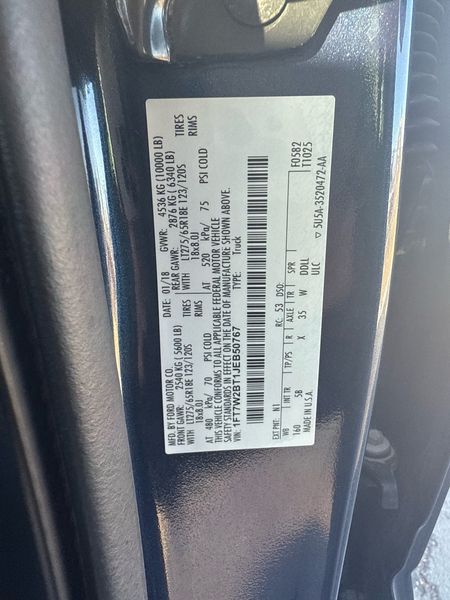 MFD. BY FORD MOTOR CO. DATE: 01/18 GVWR: 4536 KG (10000 LB)
FRONT GAWR: 2540 KG (5600 LB) REAR GAWR: 2876 KG (6340 LB)
WITH LT275/65R18E 123/120S TIRES WITH LT275/65R18E 123/120S TIRES
18x8.0J RIMS 18x8.0J RIMS
AT 480 kPa/ 70 PSI COLD AT 520 kPa/ 75 PSI COLD
THIS VEHICLE CONFORMS TO ALL APPLICABLE FEDERAL MOTOR VEHICLE
SAFETY STANDARDS IN EFFECT ON THE DATE OF MANUFACTURE SHOWN ABOVE.
VIN: 1FT7W2BT1JEB50767 TYPE: Truck
F0582
T1025
EXT PNT: N1 RC: 53 DSO:
WB INT TR TP/PS R AXLE TR SPR
160 5B X 35 W DOLL
ULC
MADE IN U.S.A. ▽ 5U5A-3520472-AA